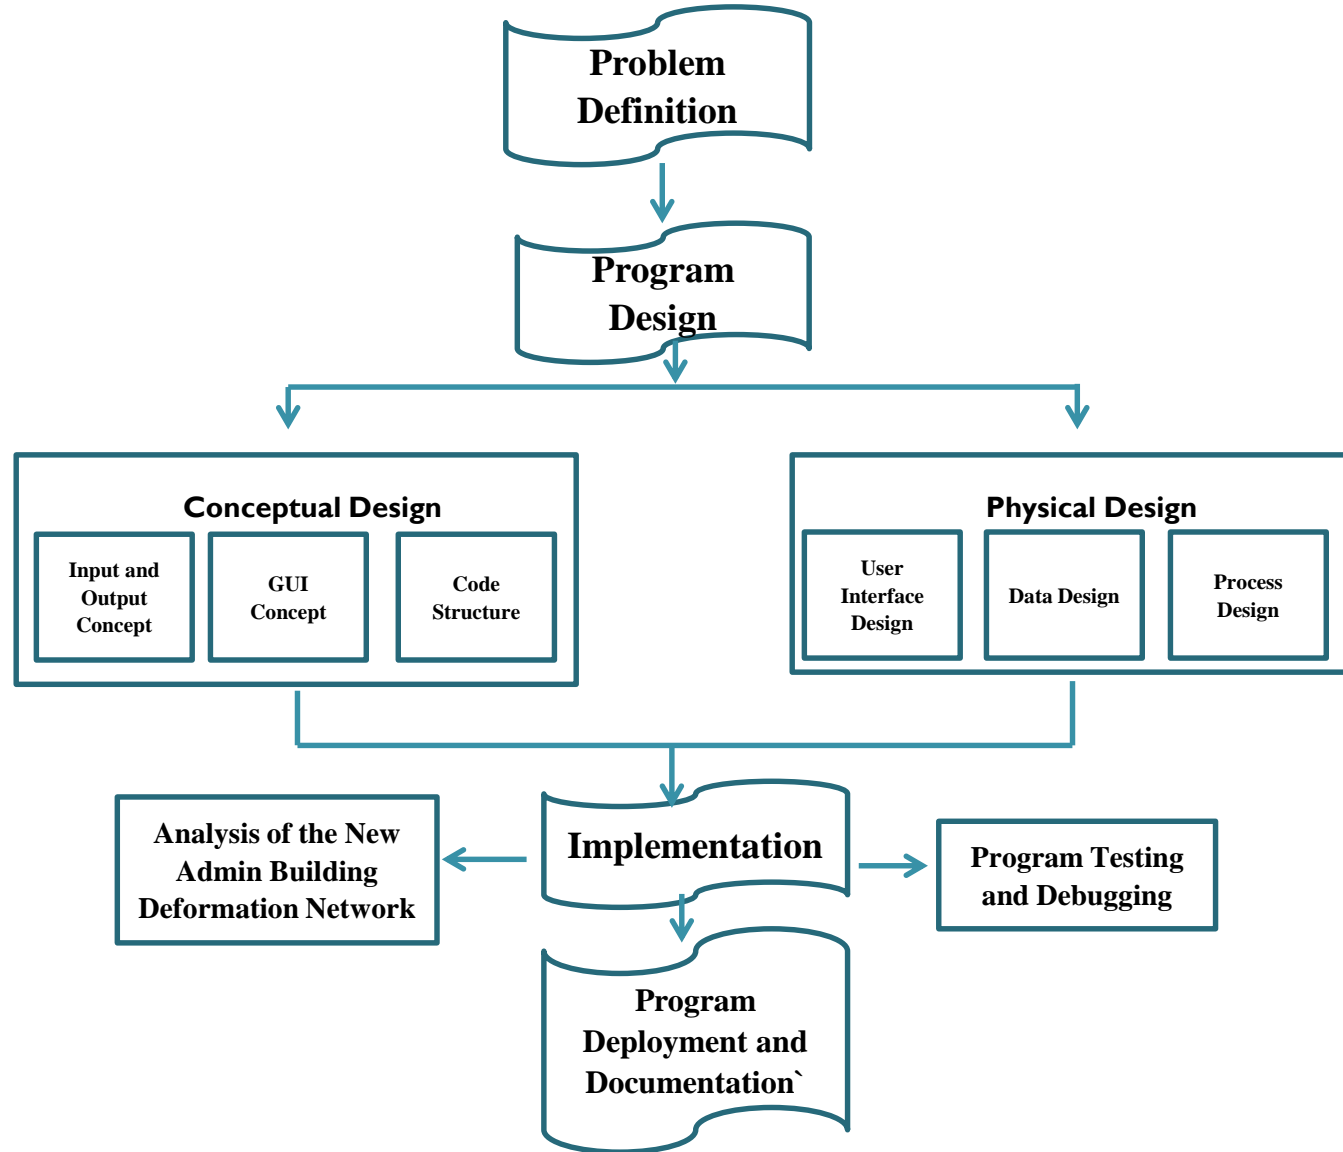 Problem
Definition
Program
Design
Conceptual Design
Input and
Output
Concept
GUI
Concept
Code
Structure
Physical Design
User
Interface
Design
Data Design
Process
Design
Implementation
Analysis of the New
Admin Building
Deformation Network
Program Testing
and Debugging
Program
Deployment and
Documentation`